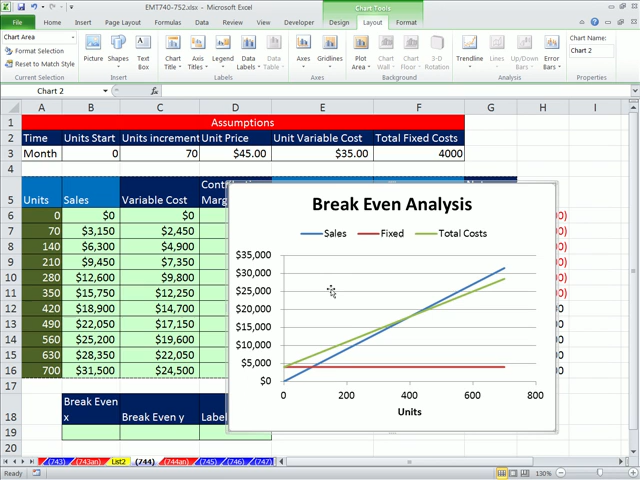 EMT740-752.xlsx - Microsoft Excel
Chart Tools
File Home Insert Page Layout Formulas Data Review View Developer Design Layout Format
Chart Area
Format Selection
Reset to Match Style
Current Selection
Picture Shapes Text Box
Insert
Chart Title Axis Titles Legend Data Labels Data Table
Labels
Axes Gridlines
Axes
Plot Area Chart Wall Chart Floor 3-D Rotation
Background
Trendline Lines Up/Down Bars Error Bars
Analysis
Chart Name:
Chart 2
Properties
Chart 2 fx
A B C D E F G H I
1 Assumptions
2 Time Units Start Units increment Unit Price Unit Variable Cost Total Fixed Costs
3 Month 0 70 $45.00 $35.00 4000
4
5 Units Sales Variable Cost
6 0 $0 $0
7 70 $3,150 $2,450
8 140 $6,300 $4,900
9 210 $9,450 $7,350
10 280 $12,600 $9,800
11 350 $15,750 $12,250
12 420 $18,900 $14,700
13 490 $22,050 $17,150
14 560 $25,200 $19,600
15 630 $28,350 $22,050
16 700 $31,500 $24,500
17
18 Break Even x Break Even y Label
19
20
Break Even Analysis
Sales Fixed Total Costs
$35,000
$30,000
$25,000
$20,000
$15,000
$10,000
$5,000
$0
0 200 400 600 800
Units
(743) (743an) List2 (744) (744an) (745) (746) (747)
Ready 130%